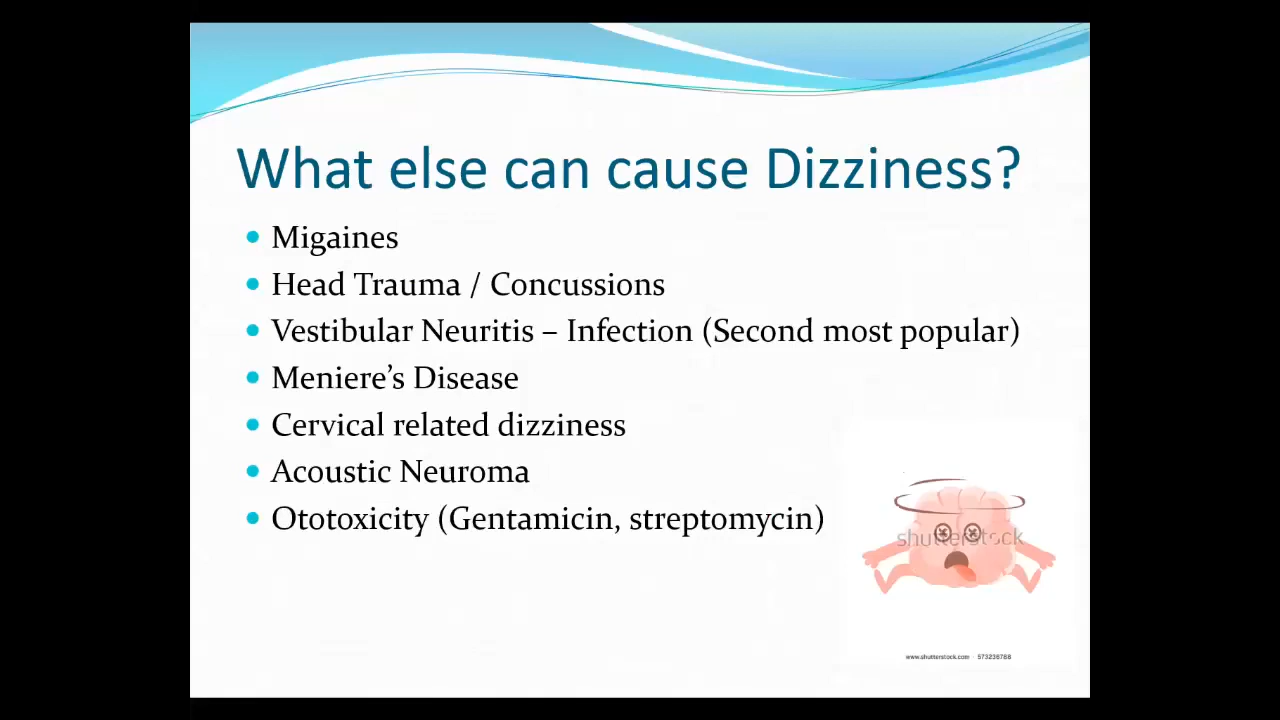 What else can cause Dizziness?
Migaines
Head Trauma / Concussions
Vestibular Neuritis – Infection (Second most popular)
Meniere’s Disease
Cervical related dizziness
Acoustic Neuroma
Ototoxicity (Gentamicin, streptomycin)
shutterstock
www.shutterstock.com · 573236788